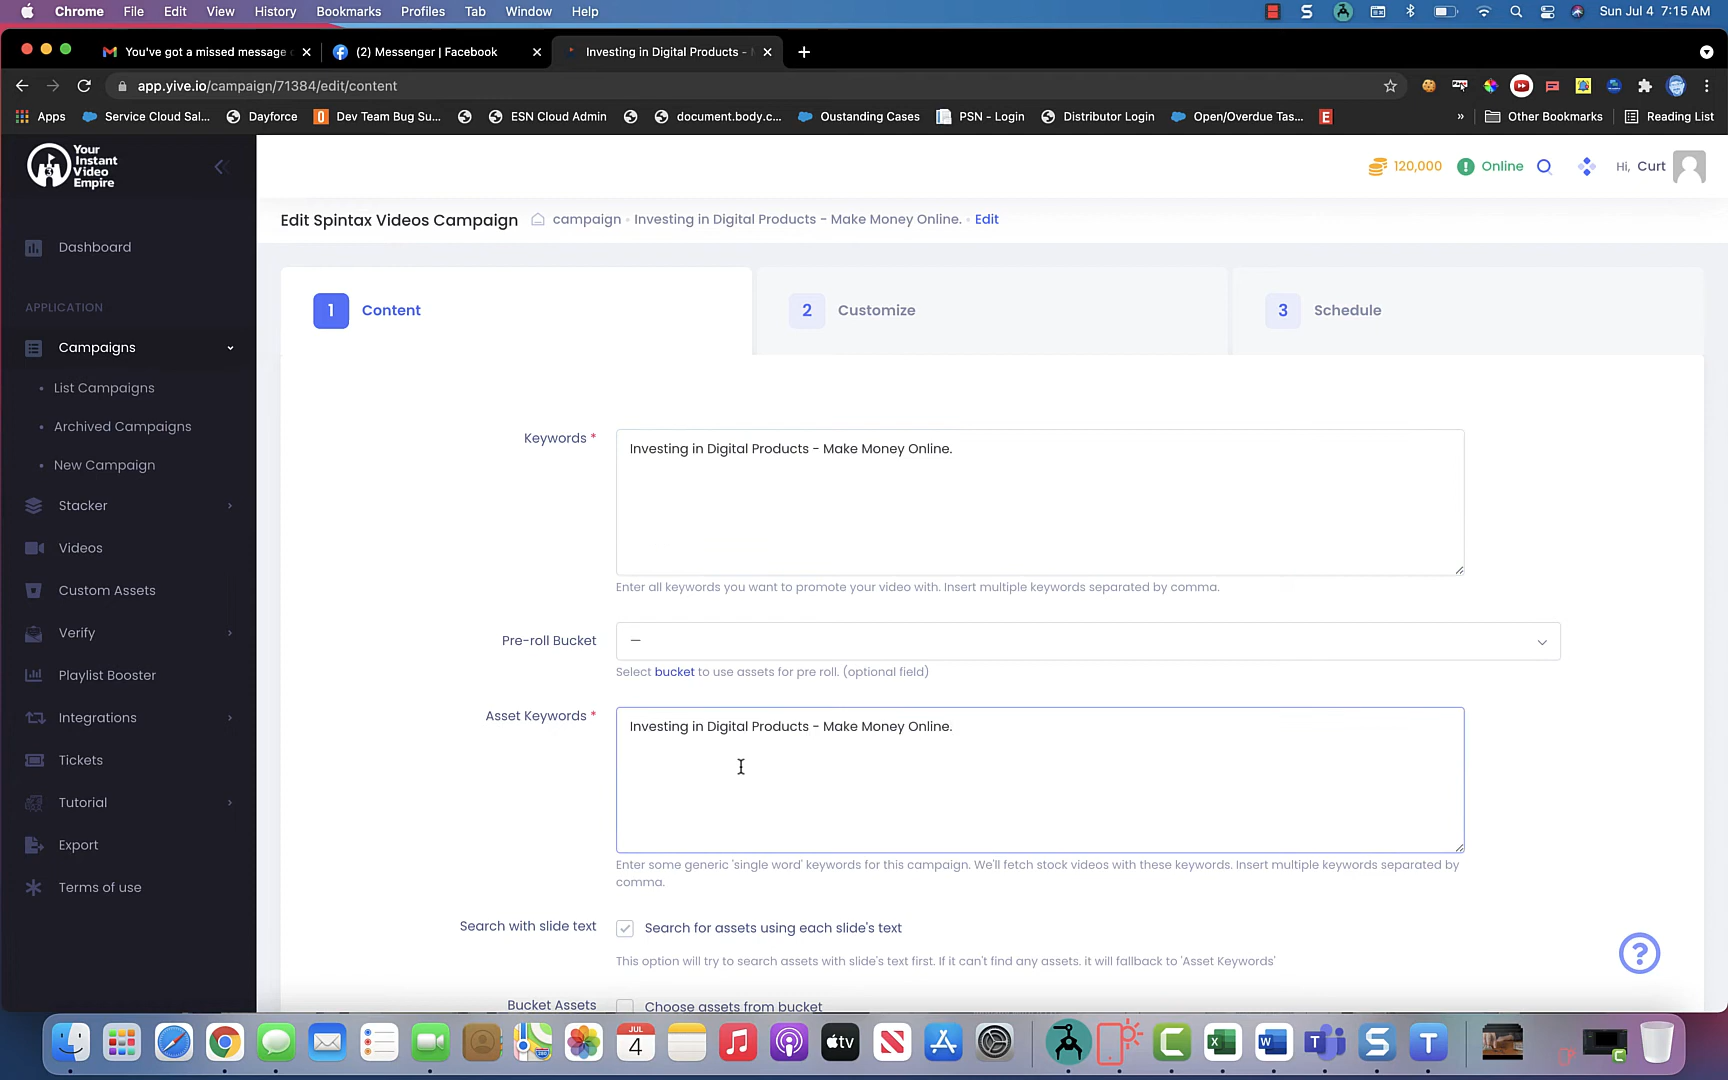 Chrome File Edit View History Bookmarks Profiles Tab Window Help
Sun Jul 4 7:15 AM
You've got a missed message
(2) Messenger | Facebook
Investing in Digital Products -
app.yive.io/campaign/71384/edit/content
Apps
Service Cloud Sal...
Dayforce
Dev Team Bug Su...
ESN Cloud Admin
document.body.c...
Oustanding Cases
PSN - Login
Distributor Login
Open/Overdue Tas...
»
Other Bookmarks
Reading List
Your
Instant
Video
Empire
120,000
Online
Hi, Curt
Edit Spintax Videos Campaign
campaign • Investing in Digital Products - Make Money Online. • Edit
Dashboard
APPLICATION
Campaigns
List Campaigns
Archived Campaigns
New Campaign
Stacker
Videos
Custom Assets
Verify
Playlist Booster
Integrations
Tickets
Tutorial
Export
Terms of use
1 Content
2 Customize
3 Schedule
Keywords *
Investing in Digital Products - Make Money Online.
Enter all keywords you want to promote your video with. Insert multiple keywords separated by comma.
Pre-roll Bucket
—
Select bucket to use assets for pre roll. (optional field)
Asset Keywords *
Investing in Digital Products - Make Money Online.
Enter some generic 'single word' keywords for this campaign. We'll fetch stock videos with these keywords. Insert multiple keywords separated by
comma.
Search with slide text
Search for assets using each slide's text
This option will try to search assets with slide's text first. If it can't find any assets. it will fallback to 'Asset Keywords'
Bucket Assets
Choose assets from bucket
?
JUL
4
tv